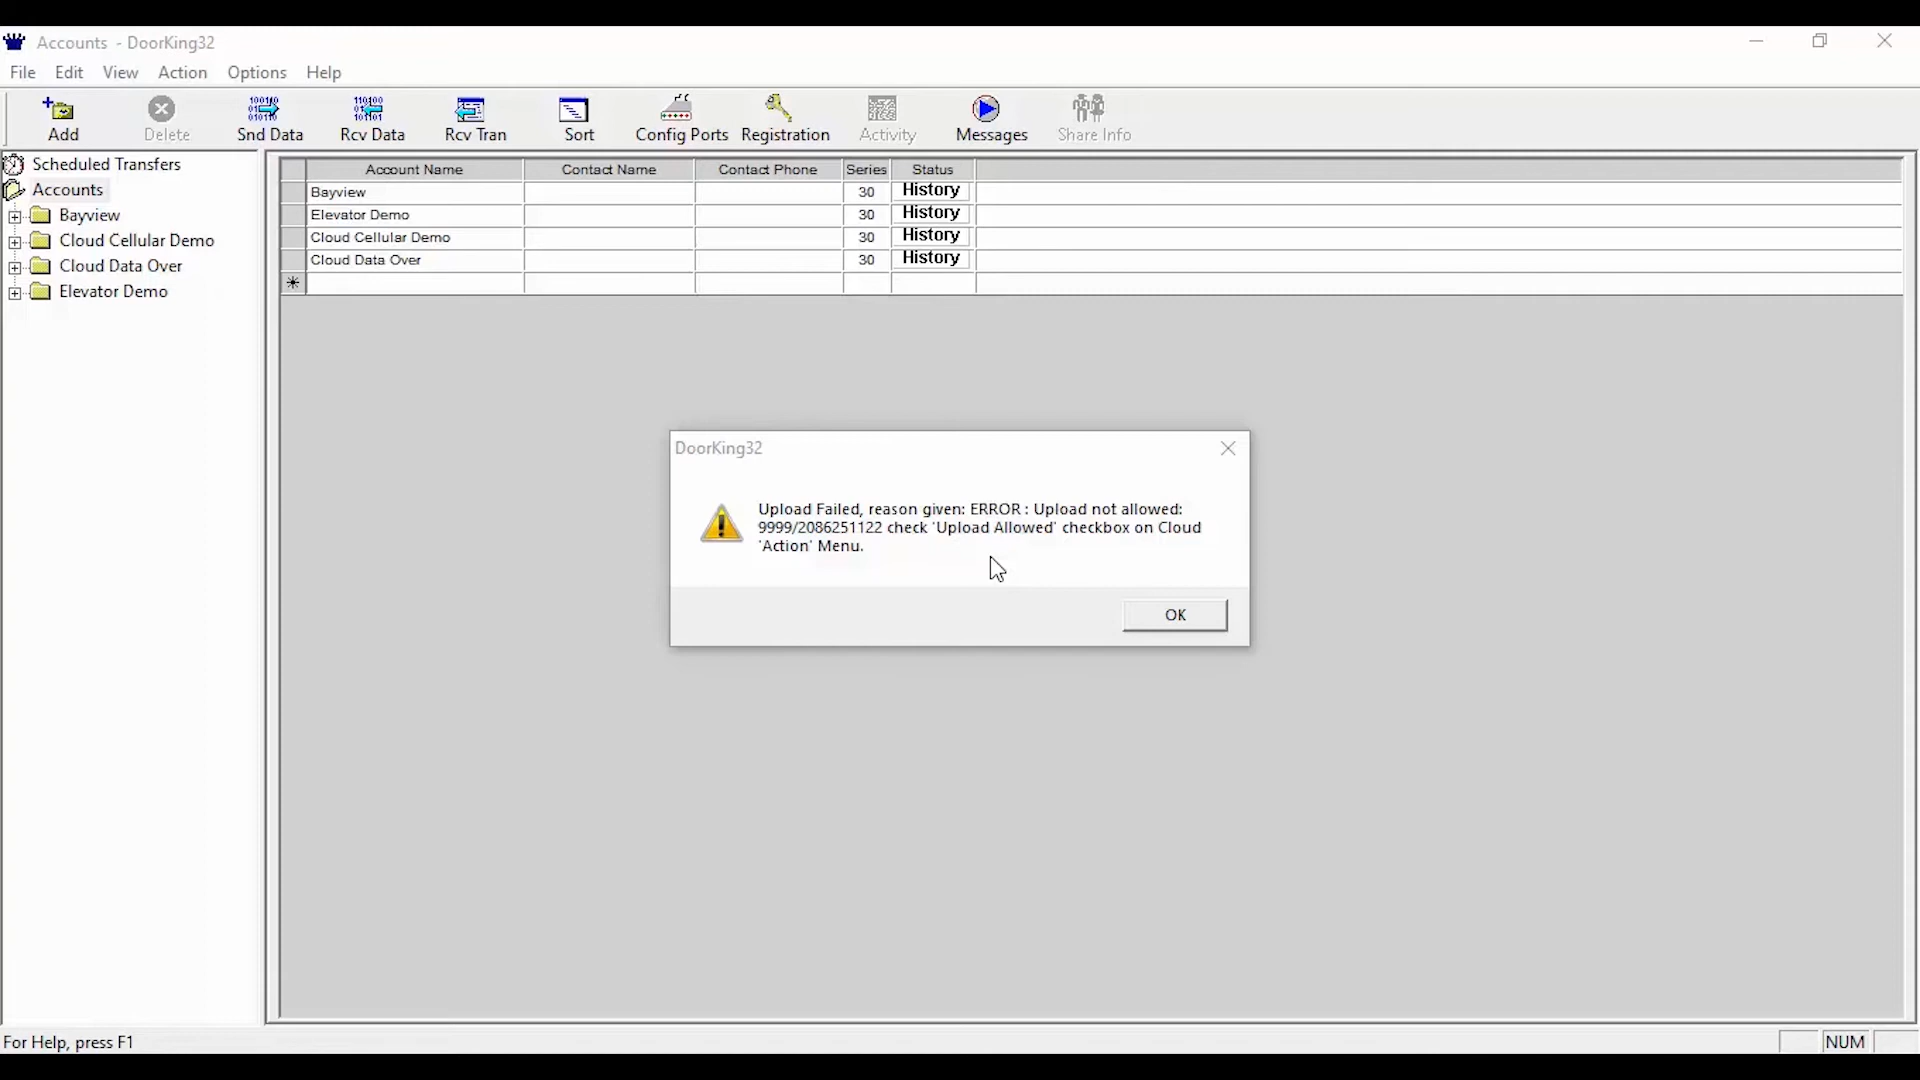 Accounts - DoorKing32
File Edit View Action Options Help
Add Delete Snd Data Rcv Data Rcv Tran Sort Config Ports Registration Activity Messages Share Info
Scheduled Transfers
Accounts
Bayview
Cloud Cellular Demo
Cloud Data Over
Elevator Demo
Account Name Contact Name Contact Phone Series Status
Bayview 30 History
Elevator Demo 30 History
Cloud Cellular Demo 30 History
Cloud Data Over 30 History
DoorKing32
Upload Failed, reason given: ERROR : Upload not allowed:
9999/2086251122 check 'Upload Allowed' checkbox on Cloud
'Action' Menu.
OK
For Help, press F1
NUM